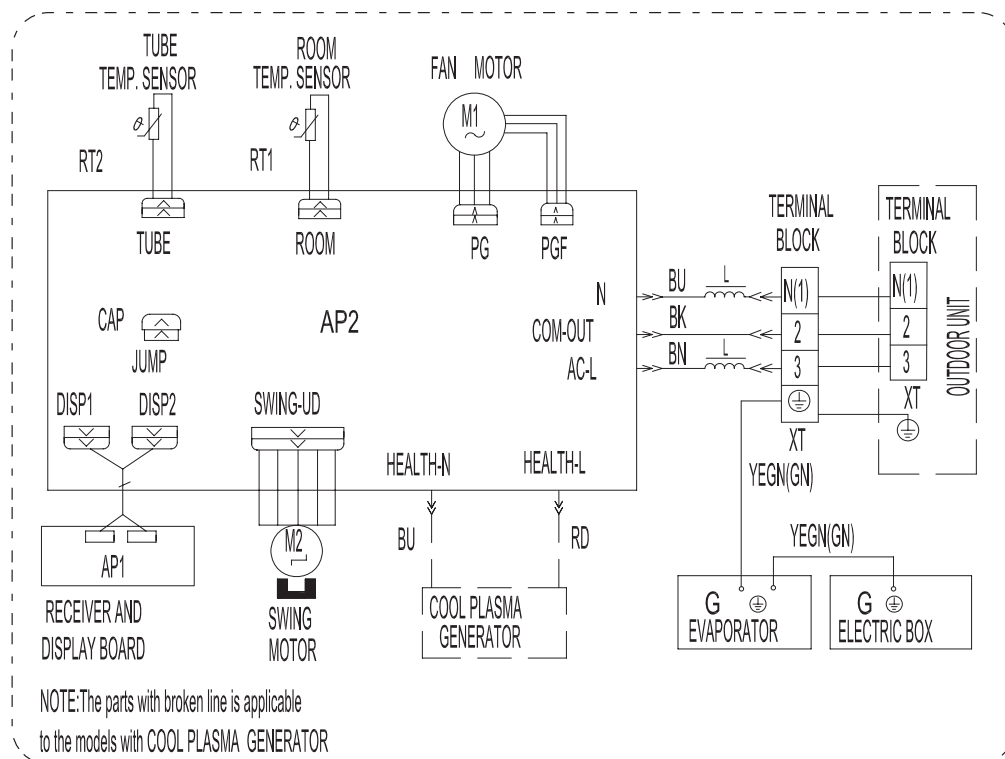 TUBE
TEMP. SENSOR
ROOM
TEMP. SENSOR
FAN MOTOR
M1
θ
θ
RT2
RT1
TERMINAL
BLOCK
TERMINAL
BLOCK
TUBE
ROOM
PG
PGF
N
BU
L
N(1)
N(1)
CAP
AP2
COM-OUT
BK
2
2
JUMP
AC-L
BN
L
3
3
OUTDOOR UNIT
DISP1
DISP2
SWING-UD
XT
XT
HEALTH-N
HEALTH-L
YEGN(GN)
BU
RD
M2
YEGN(GN)
AP1
RECEIVER AND
DISPLAY BOARD
SWING
MOTOR
COOL PLASMA
GENERATOR
G
EVAPORATOR
G
ELECTRIC BOX
NOTE:The parts with broken line is applicable
to the models with COOL PLASMA GENERATOR